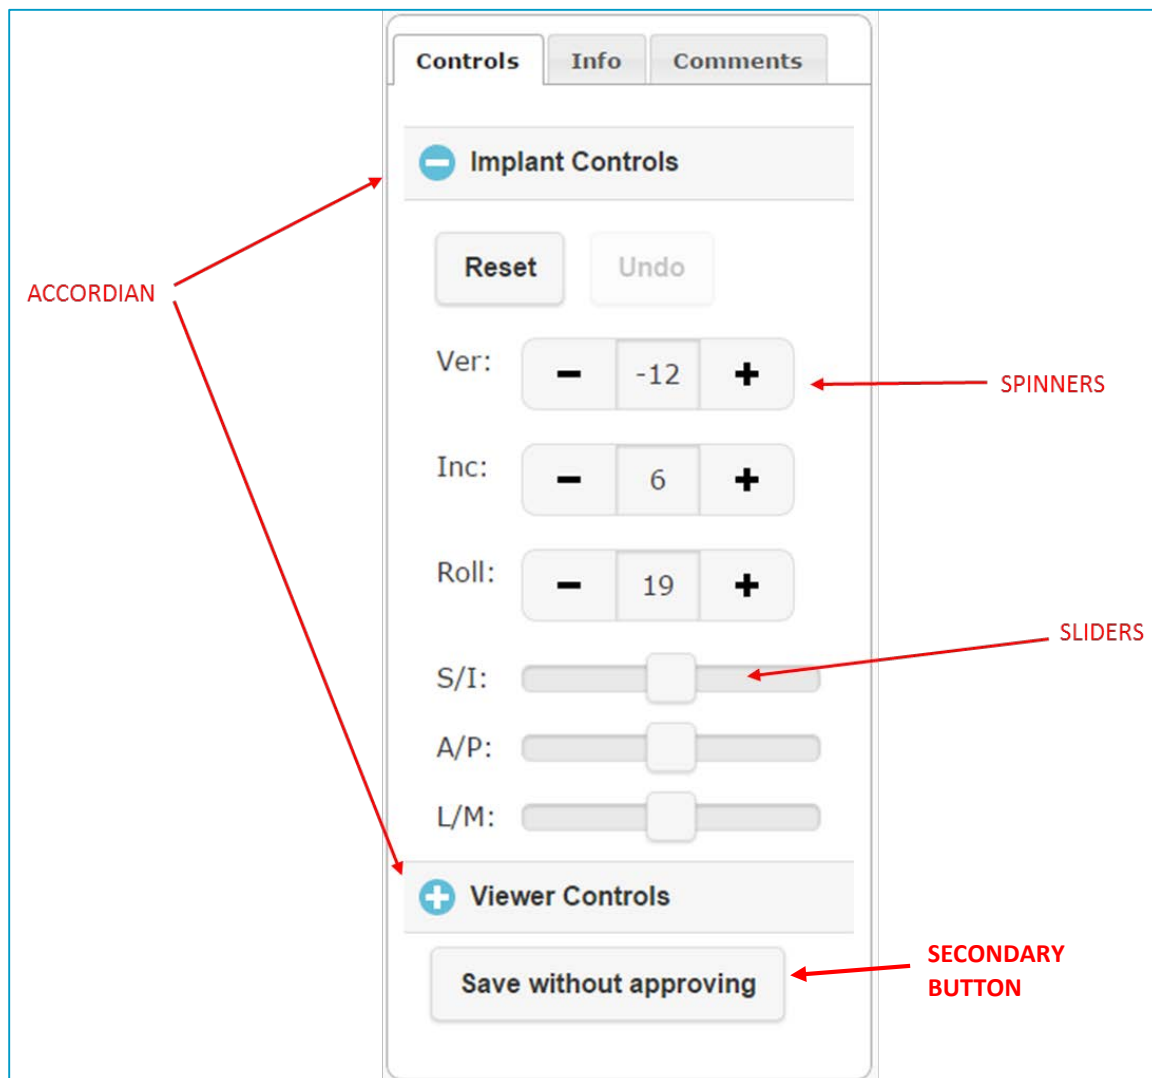 Controls Info Comments
Implant Controls
Reset Undo
ACCORDIAN
Ver: − -12 +
SPINNERS
Inc: − 6 +
Roll: − 19 +
SLIDERS
S/I:
A/P:
L/M:
Viewer Controls
Save without approving
SECONDARY
BUTTON